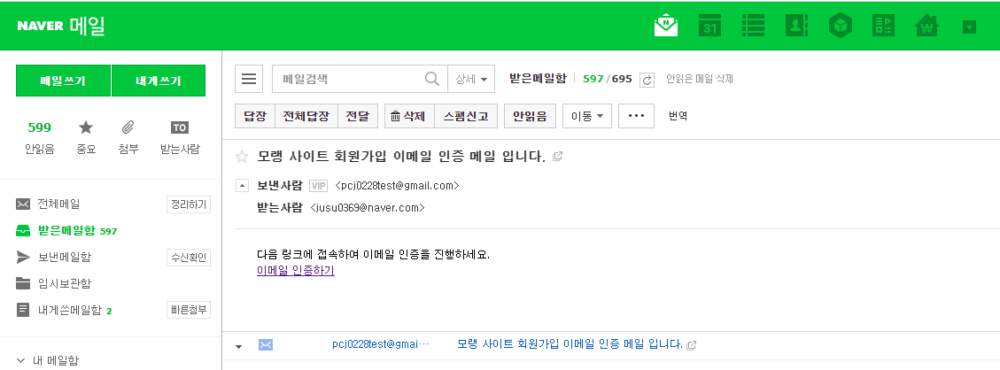 NAVER 메일
N
31
W
메일쓰기 내게쓰기
599
TO
안읽음 중요 첨부 받는사람
전체메일 정리하기
받은메일함 597
보낸메일함 수신확인
임시보관함
내게쓴메일함 2 빠른첨부
내 메일함
메일검색 상세 받은메일함 597/695 안읽은 메일 삭제
답장 전체답장 전달 삭제 스팸신고 안읽음 이동 ••• 번역
모랭 사이트 회원가입 이메일 인증 메일 입니다.
보낸사람 VIP <pcj0228test@gmail.com>
받는사람 <jusu0369@naver.com>
다음 링크에 접속하여 이메일 인증을 진행하세요.
이메일 인증하기
pcj0228test@gmai··· 모랭 사이트 회원가입 이메일 인증 메일 입니다.